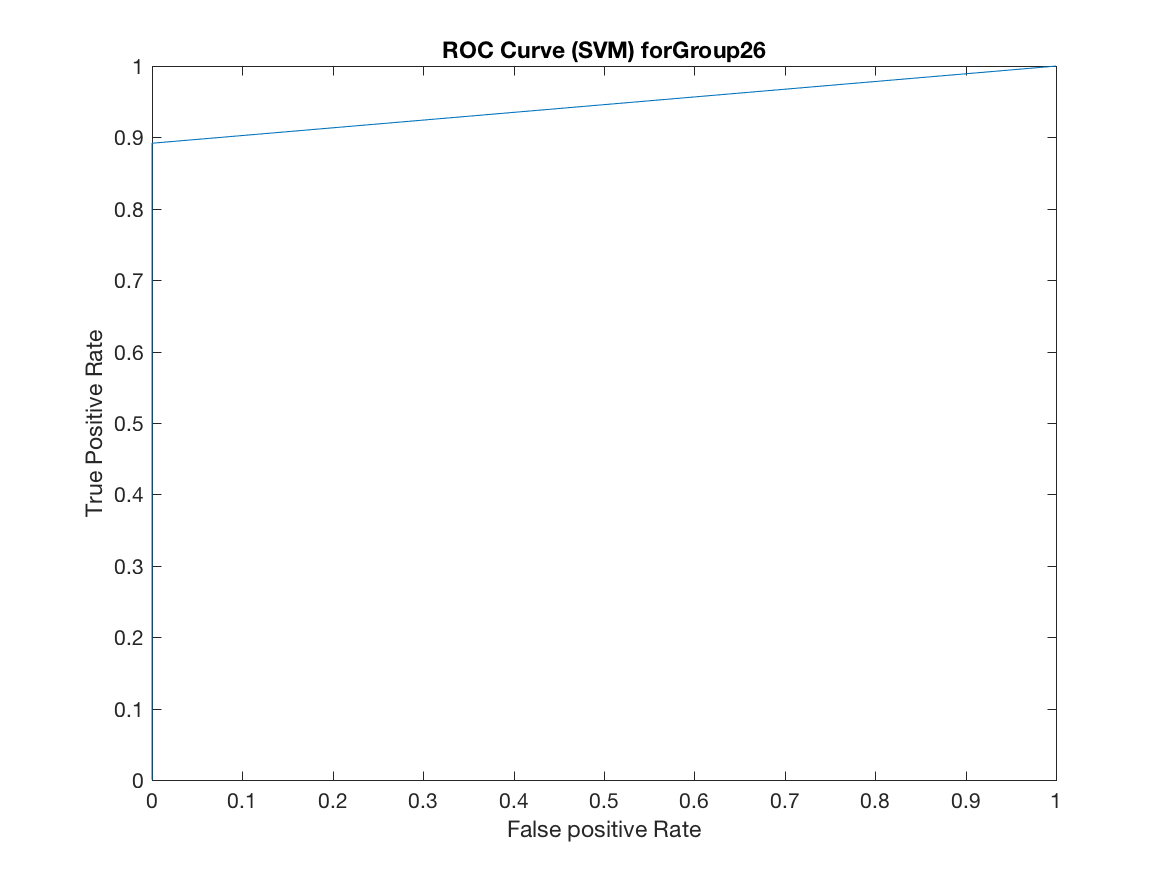 ROC Curve (SVM) forGroup26
1
0.9
0.8
0.7
0.6
0.5
0.4
0.3
0.2
0.1
0
True Positive Rate
0 0.1 0.2 0.3 0.4 0.5 0.6 0.7 0.8 0.9 1
False positive Rate